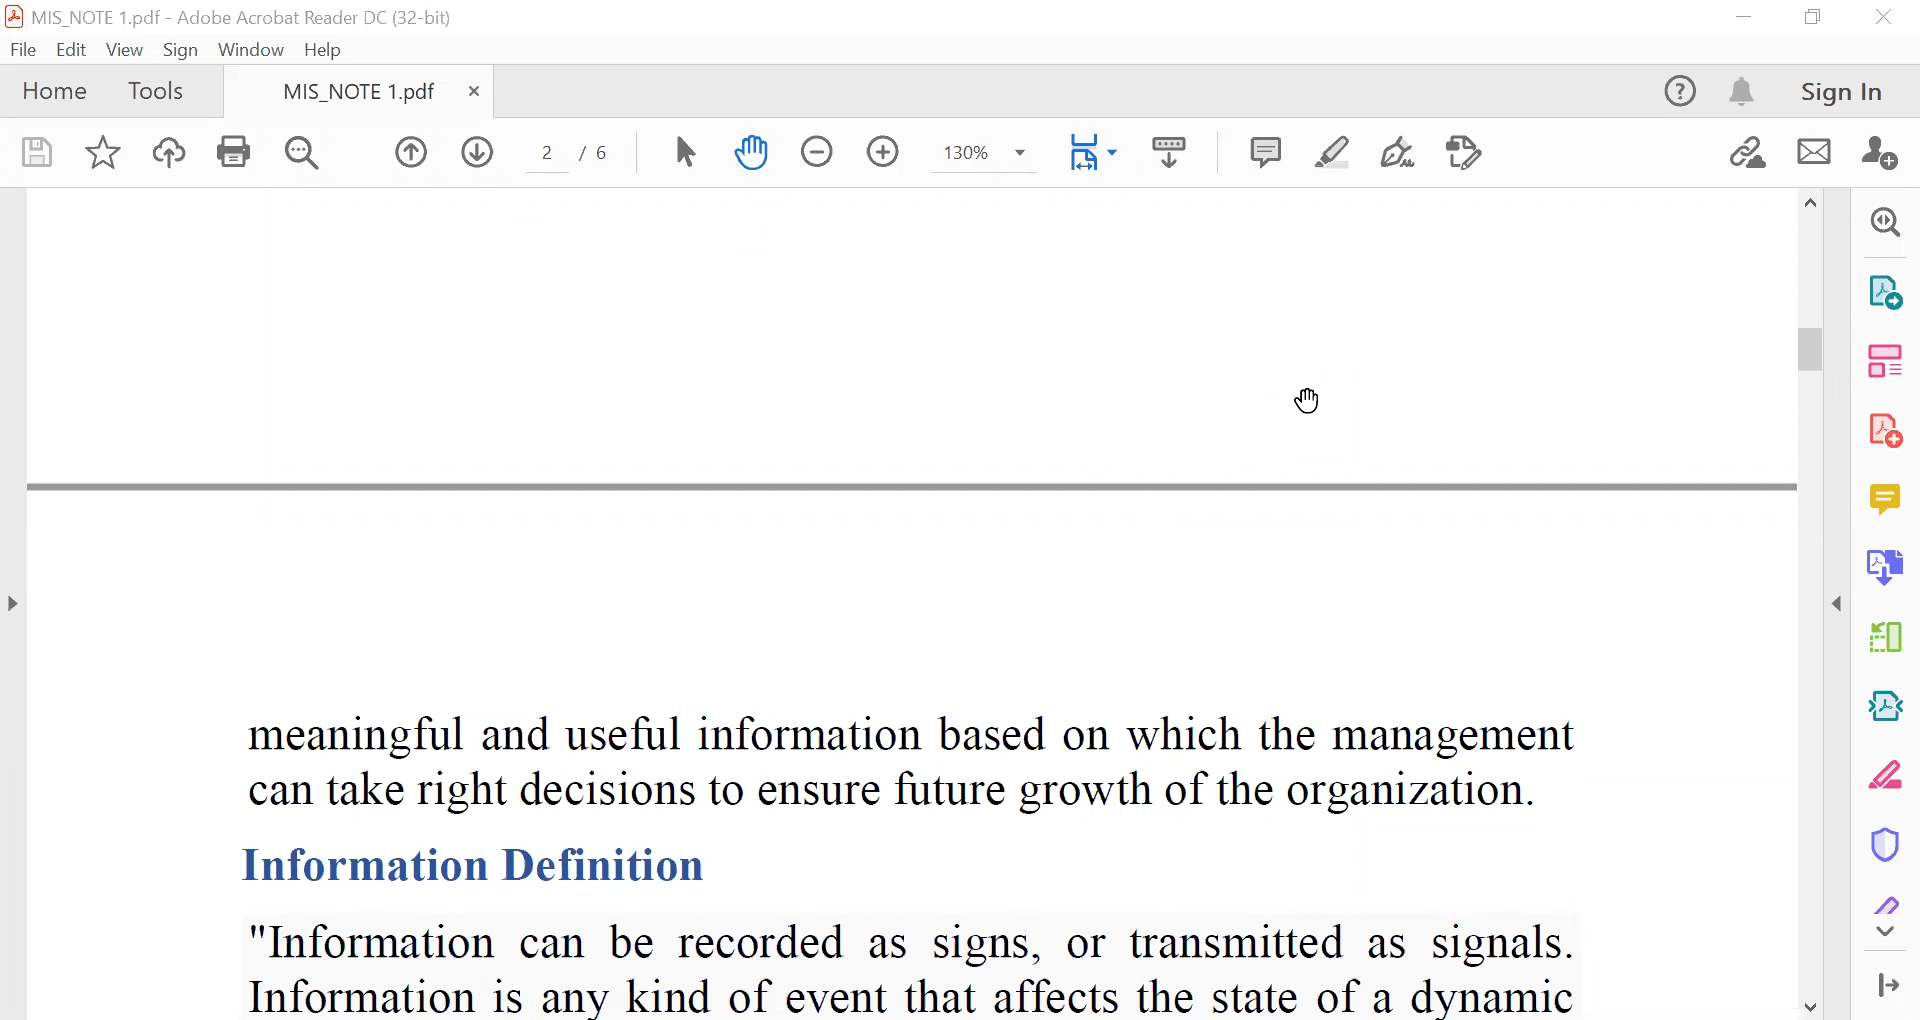 MIS_NOTE 1.pdf - Adobe Acrobat Reader DC (32-bit)
File Edit View Sign Window Help
Home Tools MIS_NOTE 1.pdf × Sign In
2 / 6 130%
meaningful and useful information based on which the management
can take right decisions to ensure future growth of the organization.
Information Definition
"Information can be recorded as signs, or transmitted as signals.
Information is any kind of event that affects the state of a dynamic